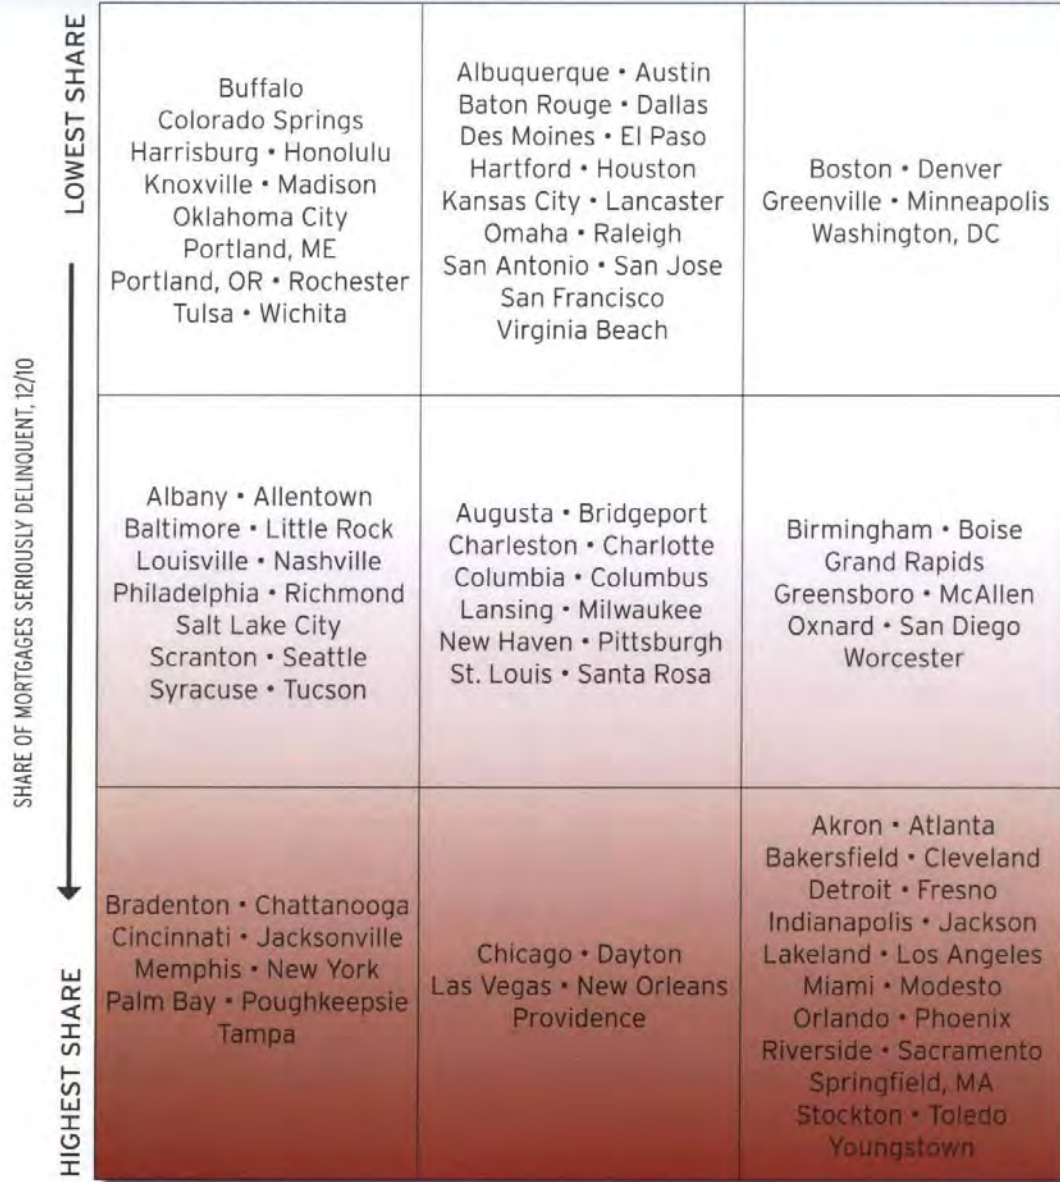 LOWEST SHARE
SHARE OF MORTGAGES SERIOUSLY DELINQUENT, 12/10
HIGHEST SHARE
Buffalo
Colorado Springs
Harrisburg • Honolulu
Knoxville • Madison
Oklahoma City
Portland, ME
Portland, OR • Rochester
Tulsa • Wichita
Albuquerque • Austin
Baton Rouge • Dallas
Des Moines • El Paso
Hartford • Houston
Kansas City • Lancaster
Omaha • Raleigh
San Antonio • San Jose
San Francisco
Virginia Beach
Boston • Denver
Greenville • Minneapolis
Washington, DC
Albany • Allentown
Baltimore • Little Rock
Louisville • Nashville
Philadelphia • Richmond
Salt Lake City
Scranton • Seattle
Syracuse • Tucson
Augusta • Bridgeport
Charleston • Charlotte
Columbia • Columbus
Lansing • Milwaukee
New Haven • Pittsburgh
St. Louis • Santa Rosa
Birmingham • Boise
Grand Rapids
Greensboro • McAllen
Oxnard • San Diego
Worcester
Bradenton • Chattanooga
Cincinnati • Jacksonville
Memphis • New York
Palm Bay • Poughkeepsie
Tampa
Chicago • Dayton
Las Vegas • New Orleans
Providence
Akron • Atlanta
Bakersfield • Cleveland
Detroit • Fresno
Indianapolis • Jackson
Lakeland • Los Angeles
Miami • Modesto
Orlando • Phoenix
Riverside • Sacramento
Springfield, MA
Stockton • Toledo
Youngstown